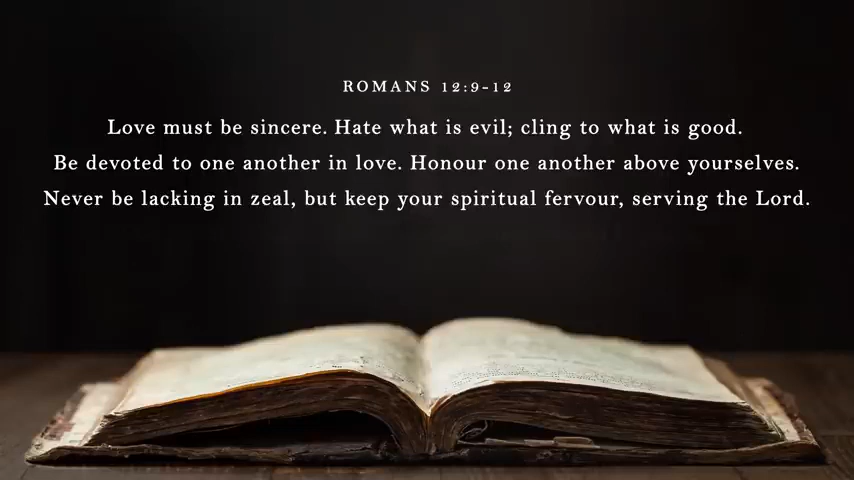 ROMANS 12:9-12
Love must be sincere. Hate what is evil; cling to what is good.
Be devoted to one another in love. Honour one another above yourselves.
Never be lacking in zeal, but keep your spiritual fervour, serving the Lord.